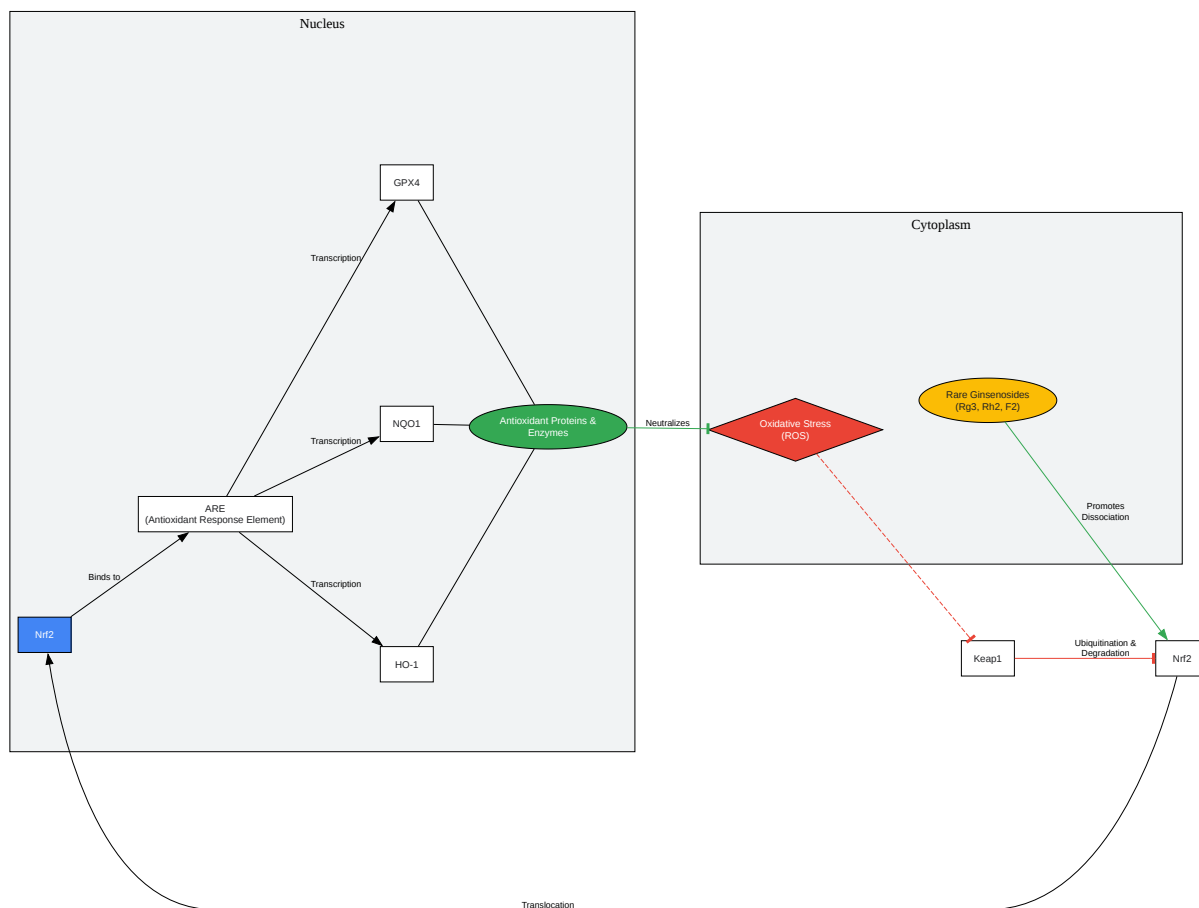 Nucleus
GPX4
Cytoplasm
Transcription
Rare Ginsenosides
(Rg3, Rh2, F2)
NQO1
Antioxidant Proteins &
Enzymes
Neutralizes
Oxidative Stress
(ROS)
Transcription
ARE
(Antioxidant Response Element)
Promotes
Dissociation
Binds to
Transcription
Nrf2
HO-1
Keap1
Ubiquitination &
Degradation
Nrf2
Translocation